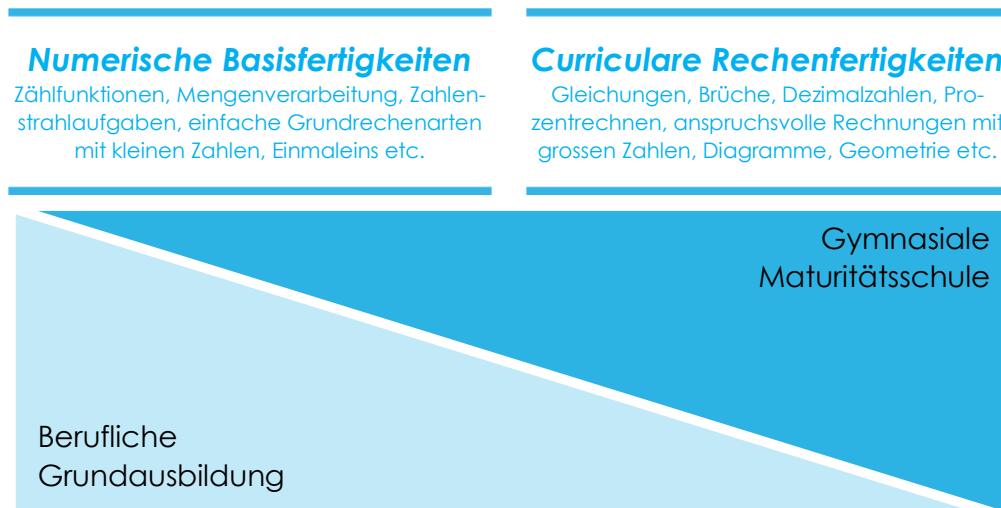 Numerische Basisfertigkeiten
Zählfunktionen, Mengenverarbeitung, Zahlen-
strahlaufgaben, einfache Grundrechenarten
mit kleinen Zahlen, Einmaleins etc.
Curriculare Rechenfertigkeiten
Gleichungen, Brüche, Dezimalzahlen, Pro-
zentrechnen, anspruchsvolle Rechnungen mit
grossen Zahlen, Diagramme, Geometrie etc.
Gymnasiale
Maturitätsschule
Berufliche
Grundausbildung